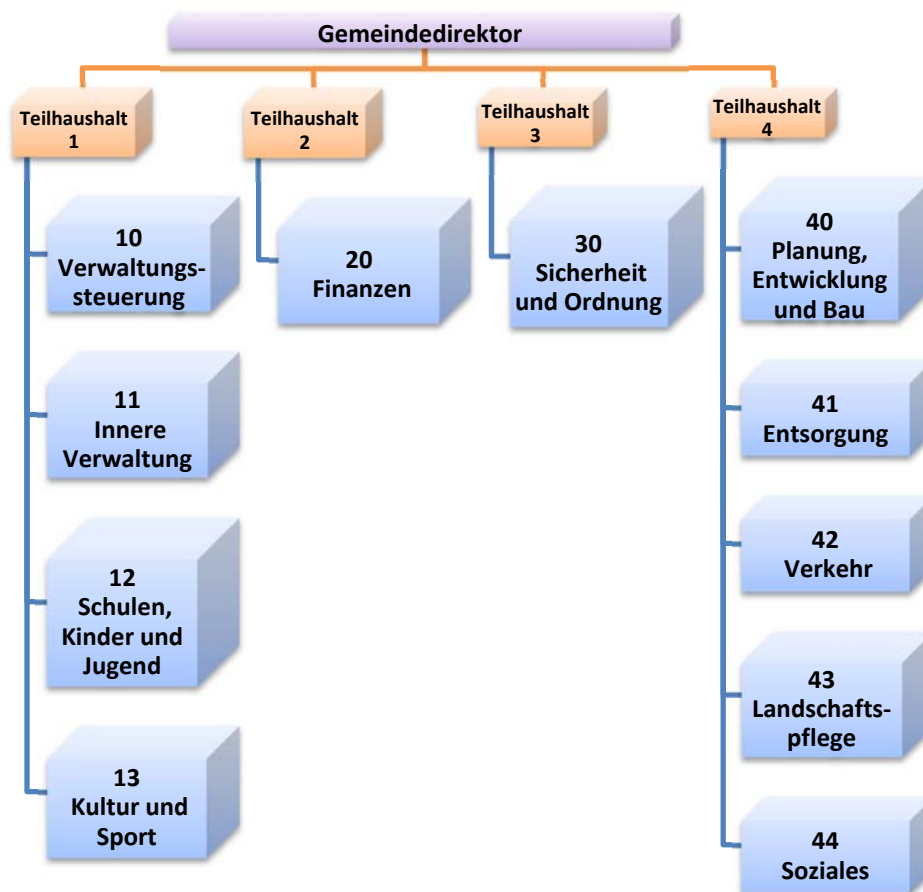 Gemeindedirektor
Teilhaushalt
1
Teilhaushalt
2
Teilhaushalt
3
Teilhaushalt
4
10
Verwaltungs-
steuerung
11
Innere
Verwaltung
12
Schulen,
Kinder und
Jugend
13
Kultur und
Sport
20
Finanzen
30
Sicherheit
und Ordnung
40
Planung,
Entwicklung
und Bau
41
Entsorgung
42
Verkehr
43
Landschafts-
pflege
44
Soziales